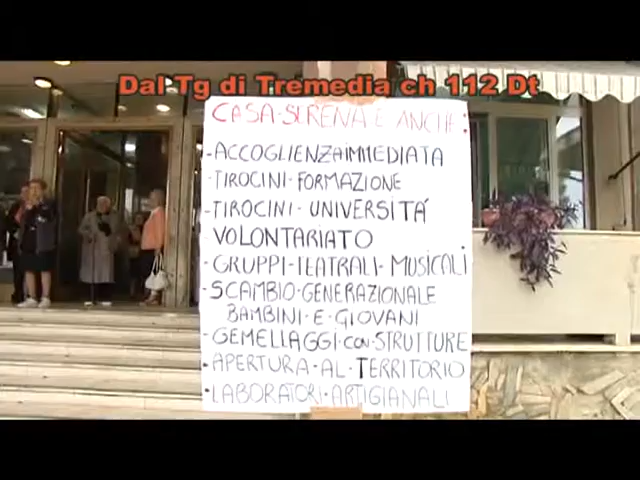 Dal Tg di Tremedia ch 112 Dt
CASA·SERENA È ANCHE:
-ACCOGLIENZA IMMEDIATA
-TIROCINI·FORMAZIONE
-TIROCINI·UNIVERSITÁ
VOLONTARIATO
-GRUPPI·TEATRALI·MUSICALI
·SCAMBIO·GENERAZIONALE
BAMBINI·E·GIOVANI
·GEMELLAGGI·CON·STRUTTURE
·APERTURA·AL·TERRITORIO
·LABORATORI·ARTIGIANALI